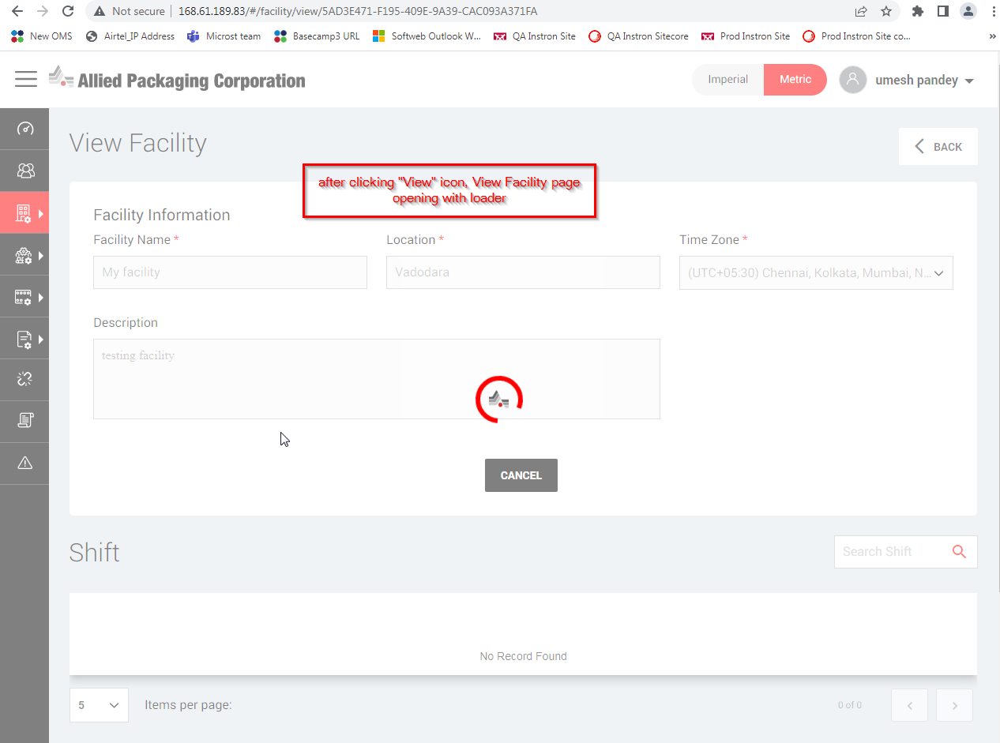 Not secure 168.61.189.83/#/facility/view/5AD3E471-F195-409E-9A39-CAC093A371FA
New OMS Airtel_IP Address Microst team Basecamp3 URL Softweb Outlook W... QA Instron Site QA Instron Sitecore Prod Instron Site Prod Instron Site co... »
Allied Packaging Corporation
Imperial Metric umesh pandey
View Facility
BACK
after clicking "View" icon, View Facility page
opening with loader
Facility Information
Facility Name * Location * Time Zone *
My facility Vadodara (UTC+05:30) Chennai, Kolkata, Mumbai, N...
Description
testing facility
CANCEL
Shift
Search Shift
No Record Found
5 Items per page: 0 of 0